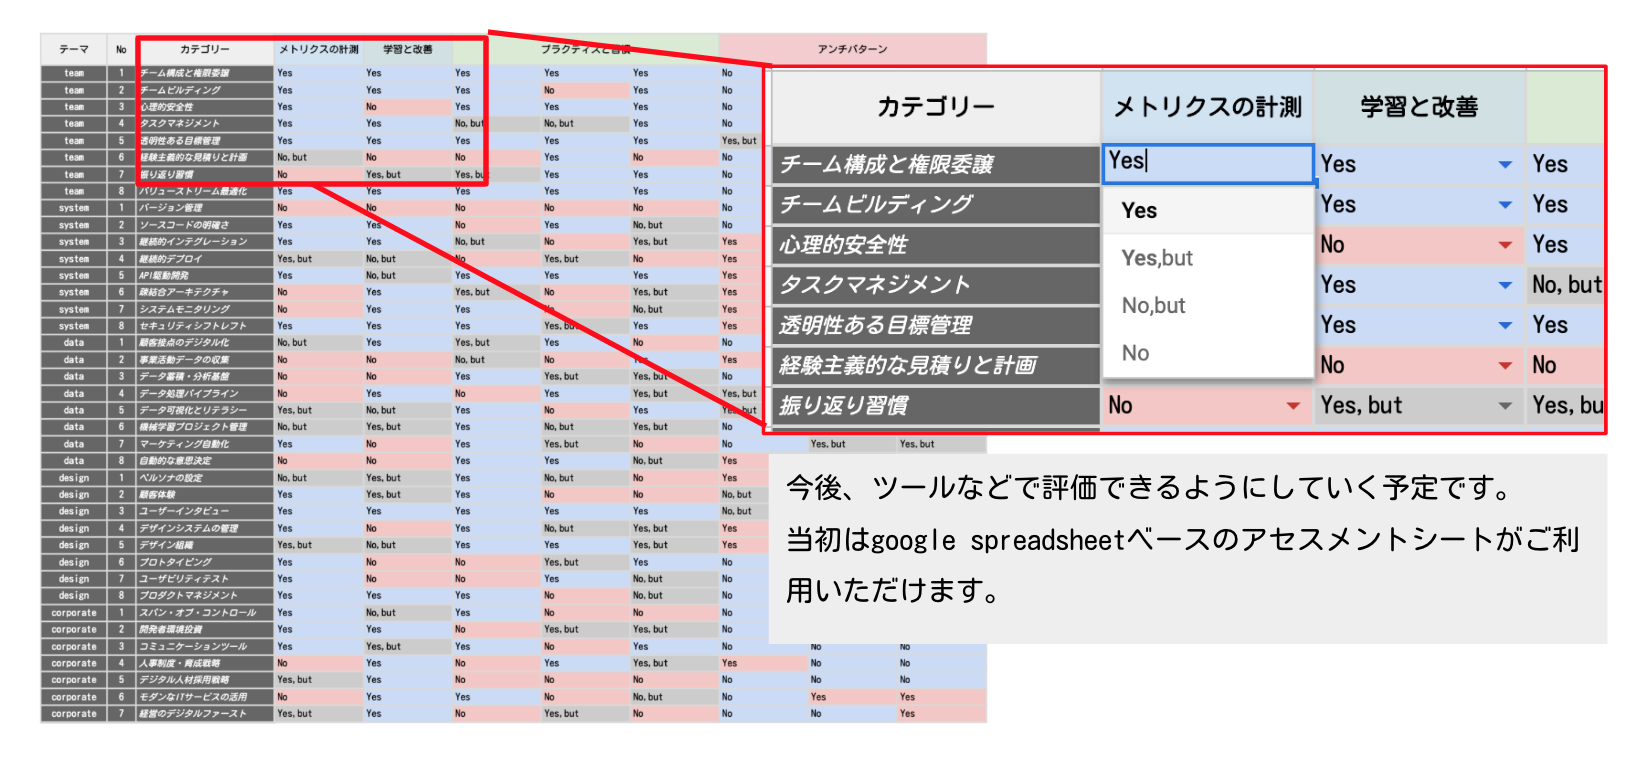 テーマ No カテゴリー メトリクスの計測 学習と改善 プラクティスと習慣 アンチパターン
team 1 チーム構成と権限委譲 Yes Yes Yes Yes Yes No
team 2 チームビルディング Yes Yes Yes No Yes No
team 3 心理的安全性 Yes No Yes Yes Yes No
team 4 タスクマネジメント Yes Yes No, but No, but Yes No
team 5 透明性ある目標管理 Yes Yes Yes Yes Yes Yes, but
team 6 経験主義的な見積りと計画 No, but No No Yes No No
team 7 振り返り習慣 No Yes, but Yes, but Yes Yes No
team 8 バリューストリーム最適化 Yes Yes Yes Yes Yes No
system 1 バージョン管理 No No No No No No
system 2 ソースコードの明確さ Yes Yes No Yes No, but No
system 3 継続的インテグレーション Yes Yes No, but No Yes, but Yes
system 4 継続的デプロイ Yes, but No, but No Yes, but No Yes
system 5 API駆動開発 Yes No, but Yes Yes Yes Yes
system 6 疎結合アーキテクチャ No Yes Yes, but No Yes, but Yes
system 7 システムモニタリング No Yes Yes No No, but Yes
system 8 セキュリティシフトレフト Yes Yes Yes Yes, but Yes Yes
data 1 顧客接点のデジタル化 No, but Yes Yes, but Yes No No
data 2 事業活動データの収集 No No No, but No Yes Yes
data 3 データ蓄積・分析基盤 No No Yes Yes, but Yes, but No
data 4 データ処理パイプライン No Yes No Yes Yes, but Yes, but
data 5 データ可視化とリテラシー Yes, but No, but Yes No Yes Yes, but
data 6 機械学習プロジェクト管理 No, but Yes, but Yes No, but Yes, but No
data 7 マーケティング自動化 Yes No Yes Yes, but No No Yes, but Yes, but
data 8 自動的な意思決定 No No Yes Yes No, but Yes
design 1 ペルソナの設定 No, but Yes, but Yes No, but No Yes
design 2 顧客体験 Yes Yes, but Yes No No No, but
design 3 ユーザーインタビュー Yes Yes Yes Yes Yes No, but
design 4 デザインシステムの管理 Yes No Yes No, but Yes, but Yes
design 5 デザイン組織 Yes, but No, but Yes Yes Yes, but Yes
design 6 プロトタイピング Yes No No Yes, but Yes No
design 7 ユーザビリティテスト Yes No No Yes No, but No
design 8 プロダクトマネジメント Yes Yes Yes No No, but No
corporate 1 スパン・オブ・コントロール Yes No, but Yes No No No
corporate 2 開発者環境投資 Yes Yes No Yes, but Yes, but No
corporate 3 コミュニケーションツール Yes Yes, but Yes No Yes No No No
corporate 4 人事制度・育成戦略 No Yes No Yes Yes, but Yes No No
corporate 5 デジタル人材採用戦略 Yes, but Yes No No No No No No
corporate 6 モダンなITサービスの活用 No Yes Yes No No, but No Yes Yes
corporate 7 経営のデジタルファースト Yes, but Yes No Yes, but No No No Yes
カテゴリー メトリクスの計測 学習と改善
チーム構成と権限委譲 Yes Yes Yes
チームビルディング Yes Yes Yes
心理的安全性 No Yes
Yes,but
タスクマネジメント Yes No, but
No,but
透明性ある目標管理 Yes Yes
No
経験主義的な見積りと計画 No No
振り返り習慣 No Yes, but Yes, bu
今後、ツールなどで評価できるようにしていく予定です。
当初はgoogle spreadsheetベースのアセスメントシートがご利
用いただけます。